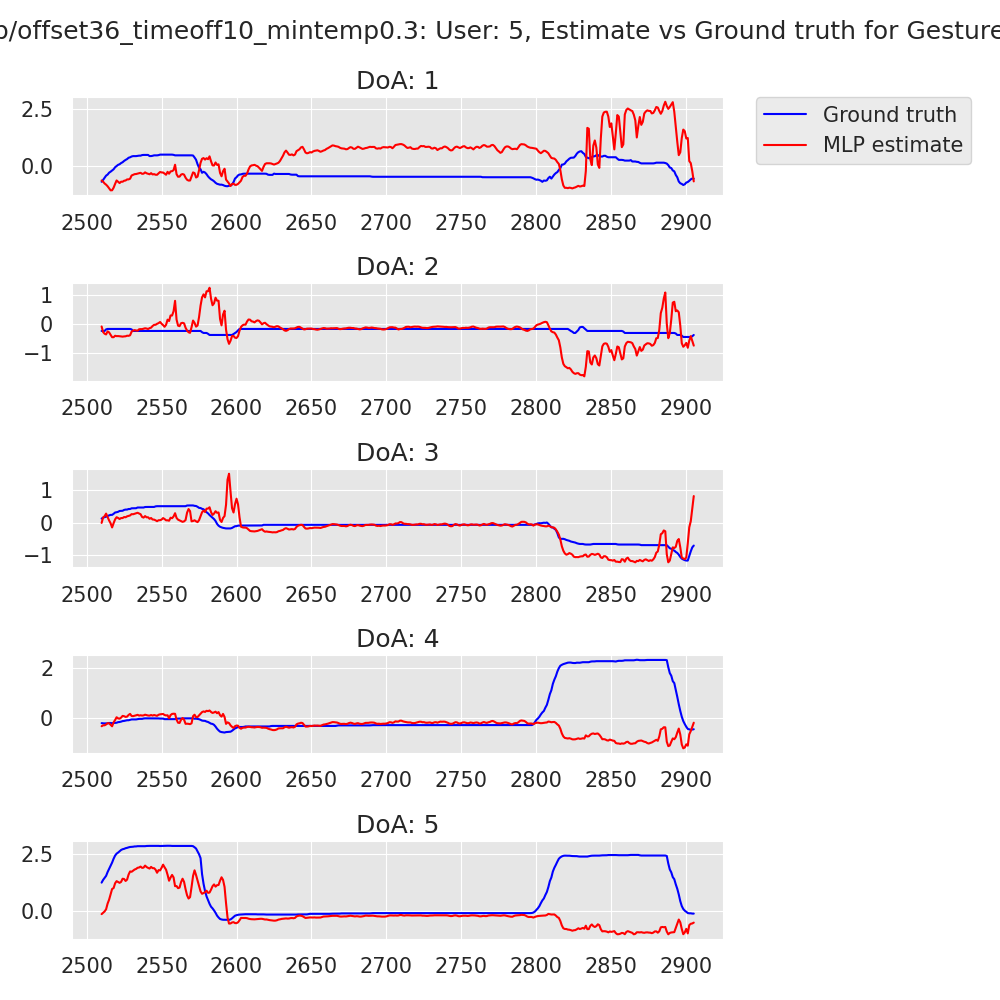 offset36_timeoff10_mintemp0.3: User: 5, Estimate vs Ground truth for Gesture
DoA: 1
Ground truth
MLP estimate
2.5
0.0
2500 2550 2600 2650 2700 2750 2800 2850 2900
DoA: 2
1
0
−1
2500 2550 2600 2650 2700 2750 2800 2850 2900
DoA: 3
1
0
−1
2500 2550 2600 2650 2700 2750 2800 2850 2900
DoA: 4
2
0
2500 2550 2600 2650 2700 2750 2800 2850 2900
DoA: 5
2.5
0.0
2500 2550 2600 2650 2700 2750 2800 2850 2900